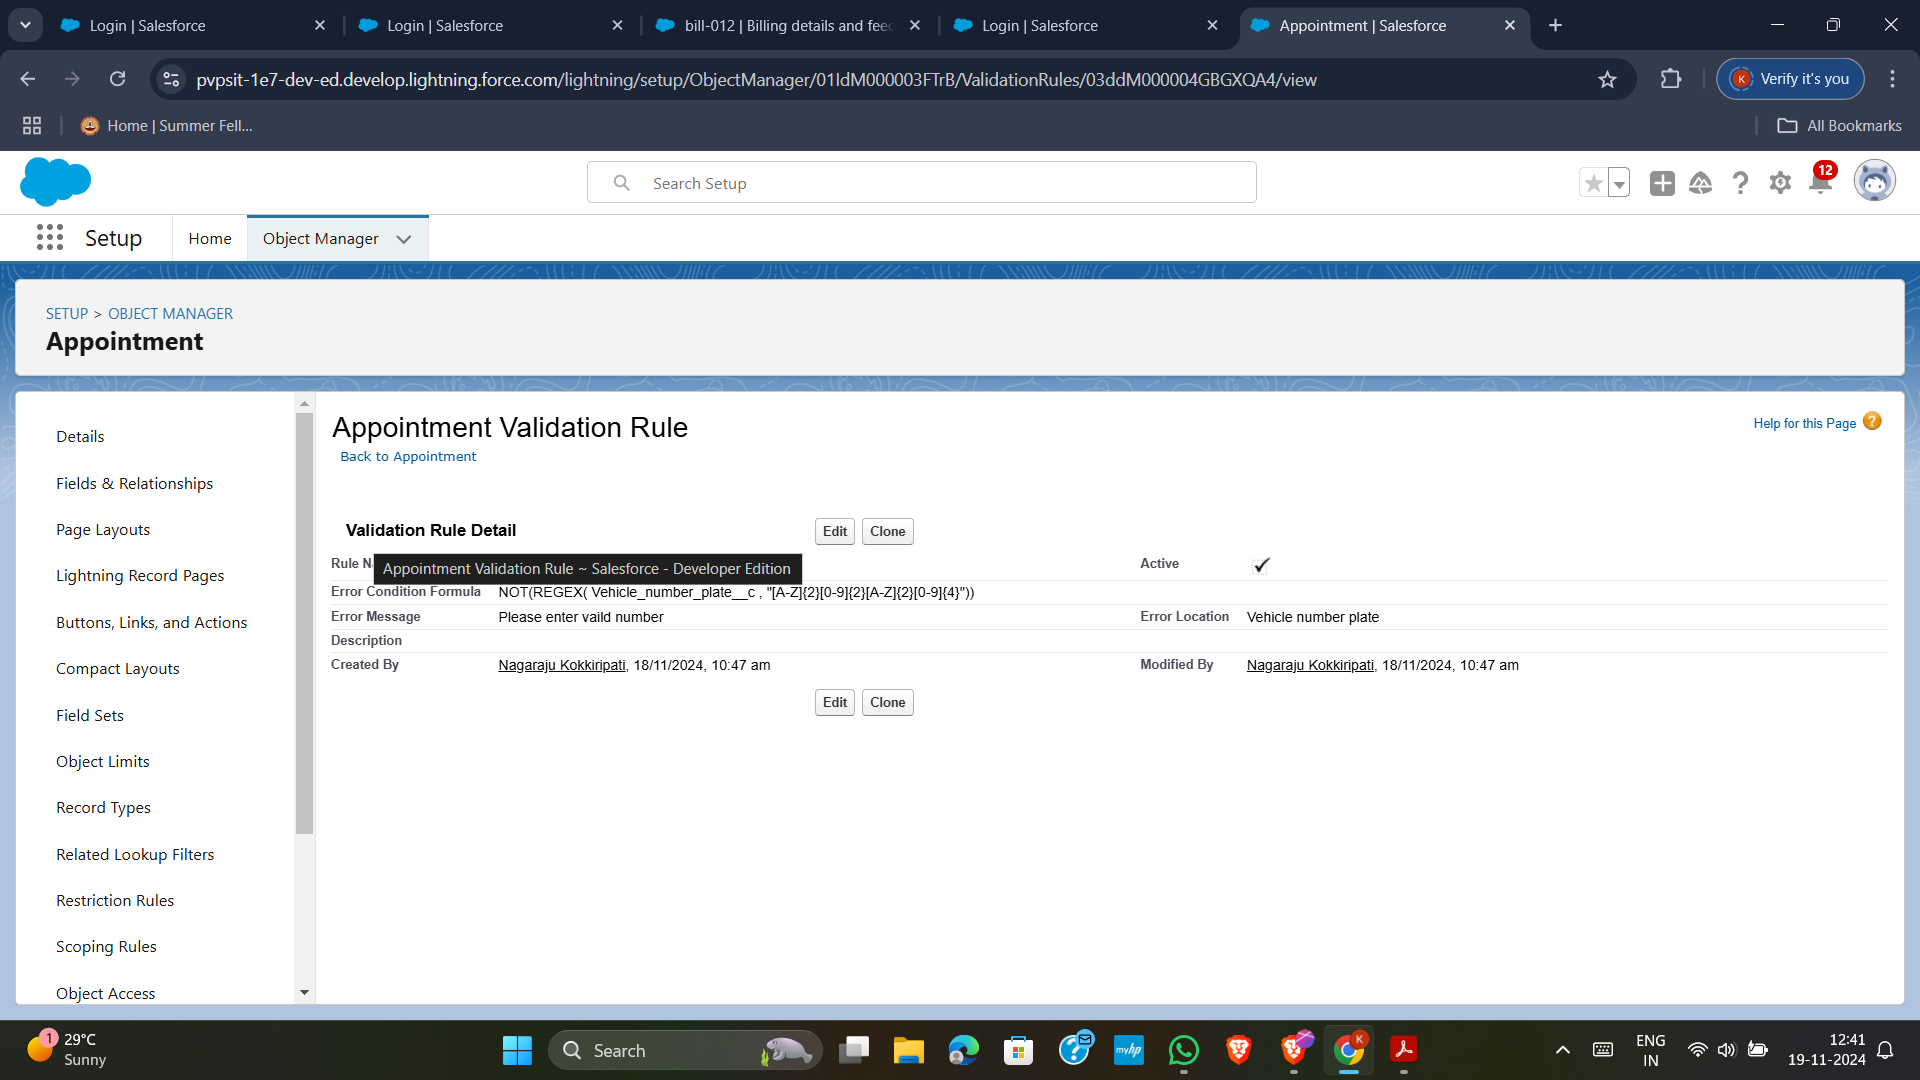 Login | Salesforce
Login | Salesforce
bill-012 | Billing details and feed
Login | Salesforce
Appointment | Salesforce
pvpsit-1e7-dev-ed.develop.lightning.force.com/lightning/setup/ObjectManager/01IdM000003FTrB/ValidationRules/03ddM000004GBGXQA4/view
K
Verify it's you
Home | Summer Fell...
All Bookmarks
Search Setup
12
Setup
Home
Object Manager
SETUP > OBJECT MANAGER
Appointment
Details
Fields & Relationships
Page Layouts
Lightning Record Pages
Buttons, Links, and Actions
Compact Layouts
Field Sets
Object Limits
Record Types
Related Lookup Filters
Restriction Rules
Scoping Rules
Object Access
Appointment Validation Rule
Help for this Page
Back to Appointment
Validation Rule Detail
Edit
Clone
Rule N
Appointment Validation Rule ~ Salesforce - Developer Edition
Active
Error Condition Formula NOT(REGEX( Vehicle_number_plate__c , "[A-Z]{2}[0-9]{2}[A-Z]{2}[0-9]{4}"))
Error Message Please enter vaild number
Error Location Vehicle number plate
Description
Created By Nagaraju Kokkiripati, 18/11/2024, 10:47 am
Modified By Nagaraju Kokkiripati, 18/11/2024, 10:47 am
Edit
Clone
1
29°C
Sunny
Search
myhp
K
ENG
IN
12:41
19-11-2024